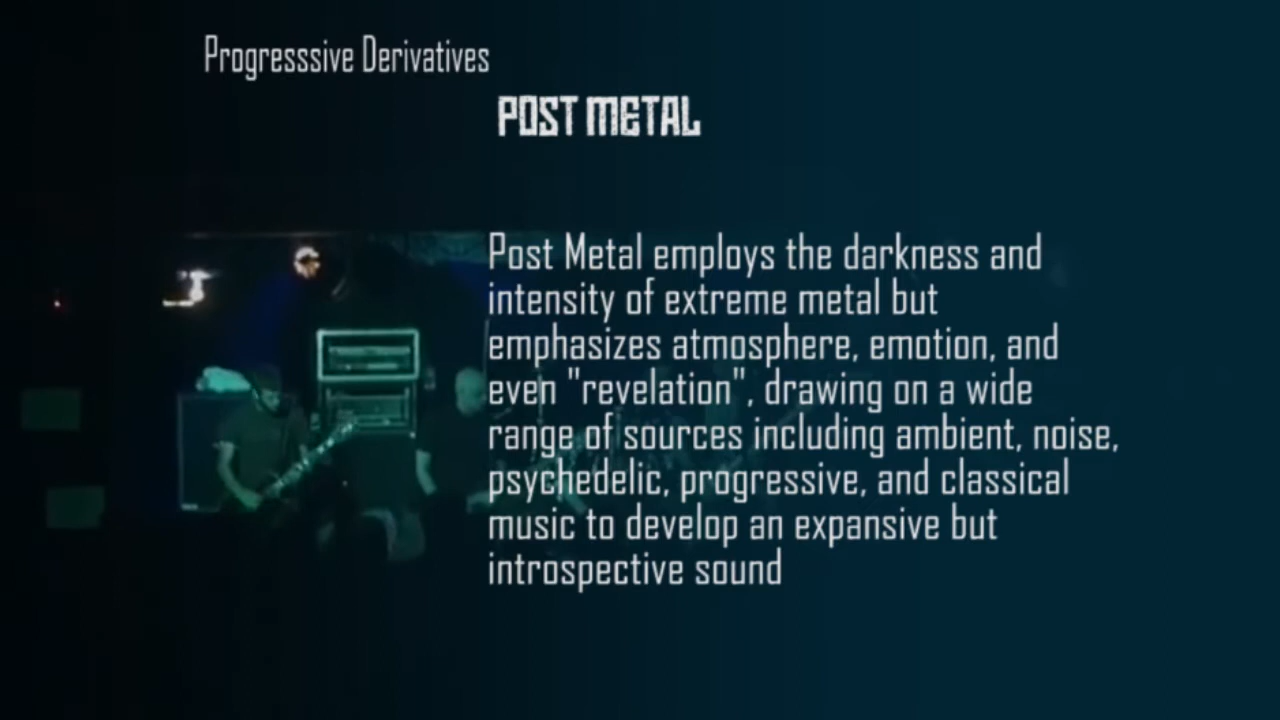 Progresssive Derivatives
POST METAL
Post Metal employs the darkness and
intensity of extreme metal but
emphasizes atmosphere, emotion, and
even "revelation", drawing on a wide
range of sources including ambient, noise,
psychedelic, progressive, and classical
music to develop an expansive but
introspective sound